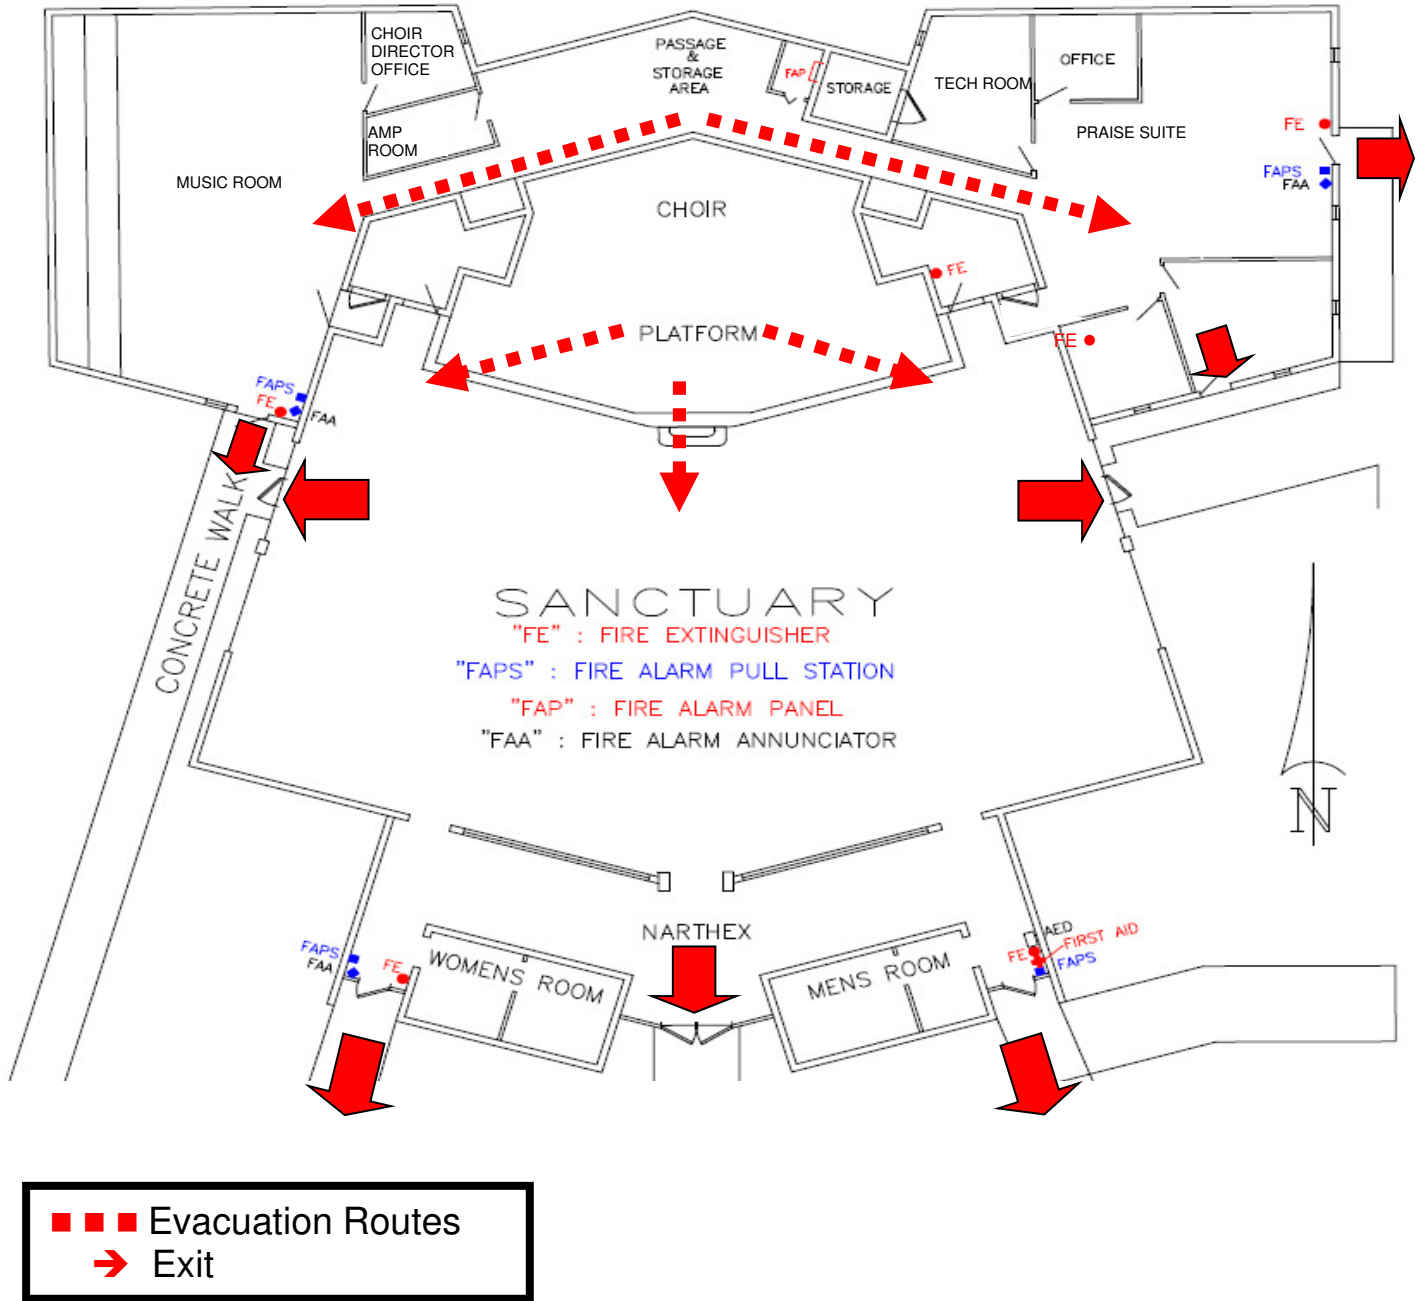 CHOIR
DIRECTOR
OFFICE
PASSAGE
&
STORAGE
AREA
FAP
STORAGE
TECH ROOM
OFFICE
AMP
ROOM
PRAISE SUITE
FE
FAPS
FAA
MUSIC ROOM
CHOIR
FE
PLATFORM
FE
FAPS
FE
FAA
CONCRETE WALK
SANCTUARY
"FE" : FIRE EXTINGUISHER
"FAPS" : FIRE ALARM PULL STATION
"FAP" : FIRE ALARM PANEL
"FAA" : FIRE ALARM ANNUNCIATOR
N
NARTHEX
FAPS
FAA
FE
WOMENS ROOM
MENS ROOM
AED
FIRST AID
FE
FAPS
Evacuation Routes
Exit